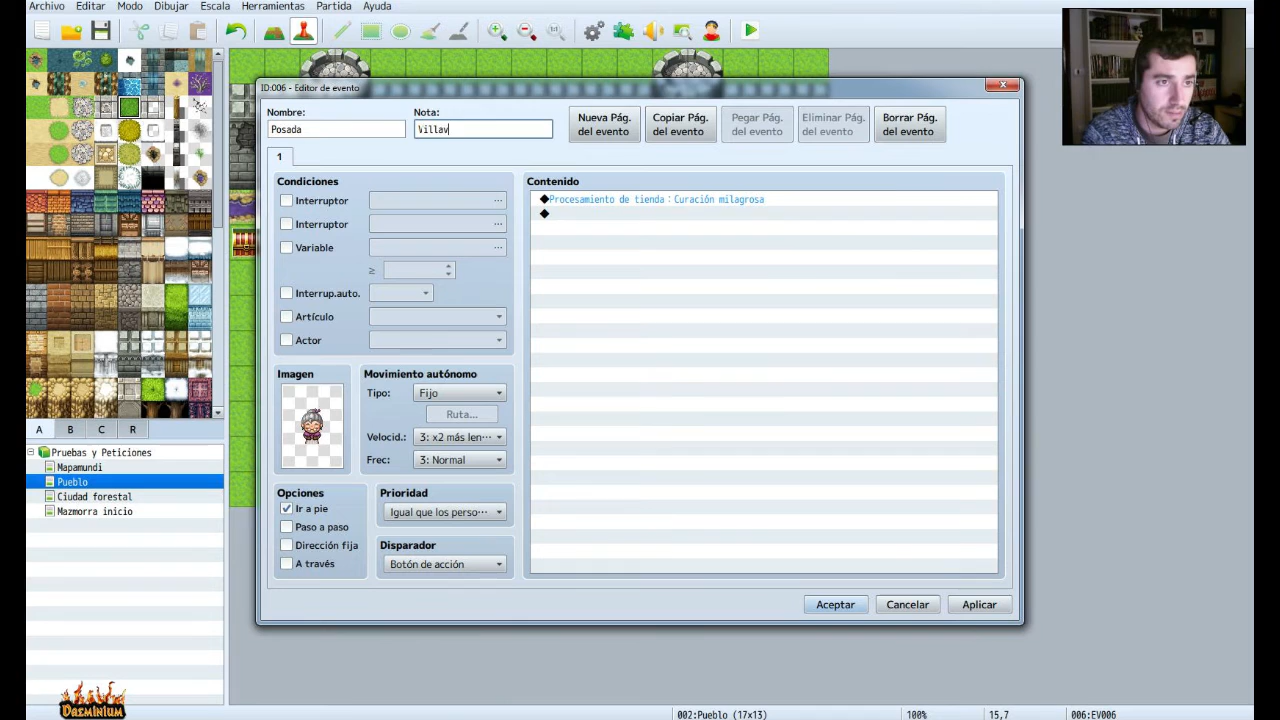 Archivo Editar Modo Dibujar Escala Herramientas Partida Ayuda
ID:006 - Editor de evento
Nombre: Nota:
Posada Villav
Nueva Pág. del evento
Copiar Pág. del evento
Pegar Pág. del evento
Eliminar Pág. del evento
Borrar Pág. del evento
1
Condiciones
Interruptor
Interruptor
Variable
≥
Interrup.auto.
Artículo
Actor
Contenido
◆Procesamiento de tienda：Curación milagrosa
◆
Imagen
Movimiento autónomo
Tipo: Fijo
Ruta...
Velocid.: 3: x2 más len···
Frec: 3: Normal
Opciones
Ir a pie
Paso a paso
Dirección fija
A través
Prioridad
Igual que los perso···
Disparador
Botón de acción
Aceptar Cancelar Aplicar
A B C R
Pruebas y Peticiones
Mapamundi
Pueblo
Ciudad forestal
Mazmorra inicio
DAEMINIUM
002:Pueblo (17x13) 100% 15,7 006:EV006